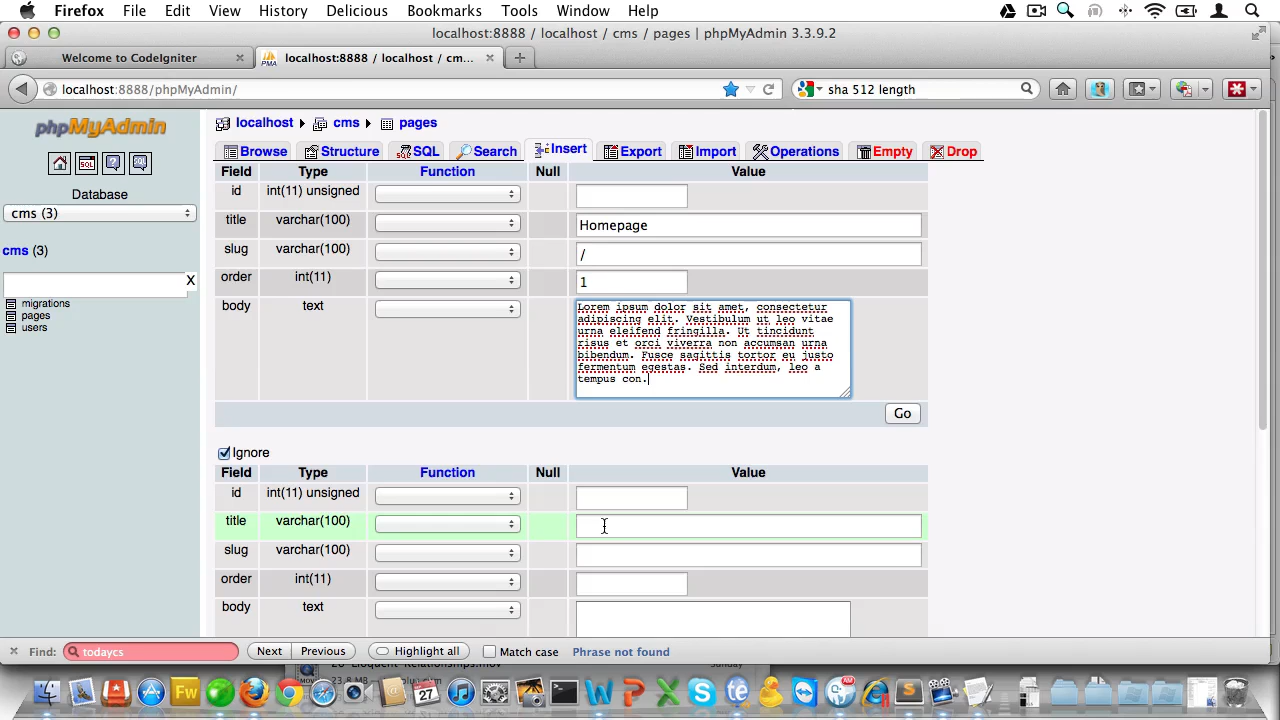 Firefox File Edit View History Delicious Bookmarks Tools Window Help
localhost:8888 / localhost / cms / pages | phpMyAdmin 3.3.9.2
Welcome to CodeIgniter
PMA localhost:8888 / localhost / cm...
localhost:8888/phpMyAdmin/
sha 512 length
phpMyAdmin
SQL
Database
cms (3)
cms (3)
X
migrations
pages
users
localhost cms pages
Browse Structure SQL Search Insert Export Import Operations Empty Drop
Field Type Function Null Value
id int(11) unsigned
title varchar(100) Homepage
slug varchar(100) /
order int(11) 1
body text
Lorem ipsum dolor sit amet, consectetur
adipiscing elit. Vestibulum ut leo vitae
urna eleifend fringilla. Ut tincidunt
risus et orci viverra non accumsan urna
bibendum. Fusce sagittis tortor eu justo
fermentum egestas. Sed interdum, leo a
tempus con.
Go
Ignore
Field Type Function Null Value
id int(11) unsigned
title varchar(100)
slug varchar(100)
order int(11)
body text
Find: todaycs Next Previous Highlight all Match case Phrase not found